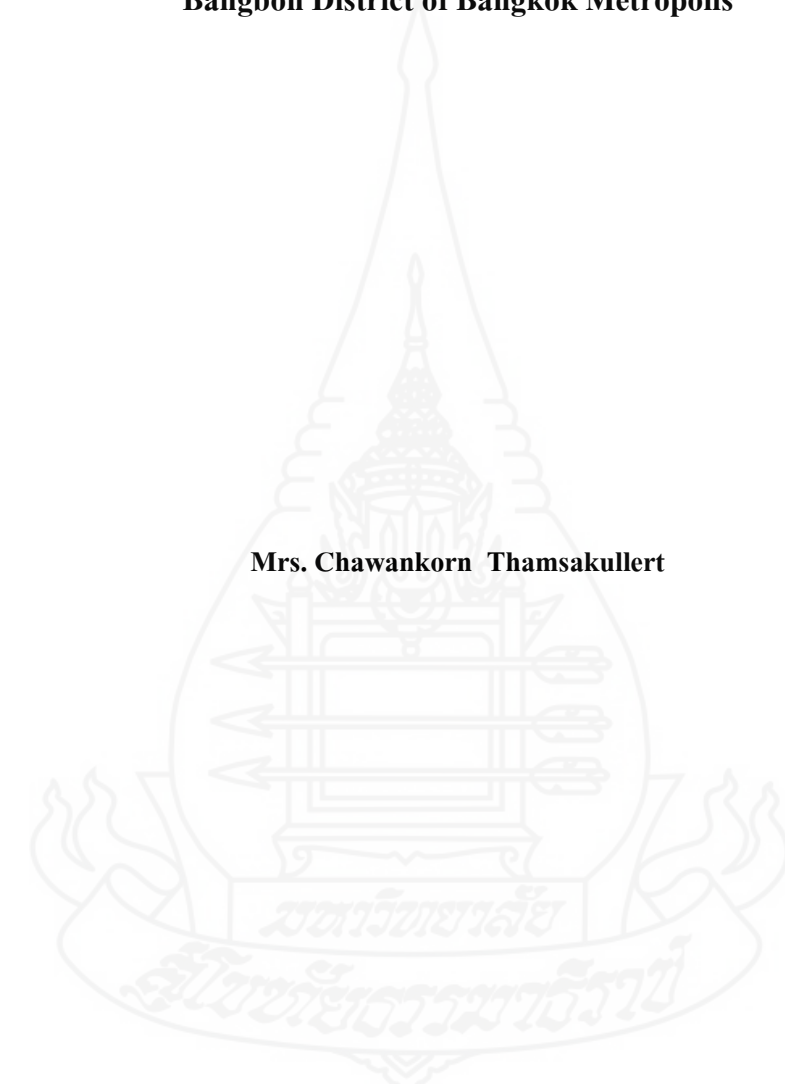 Bangbon District of Bangkok Metropolis
Mrs. Chawankorn Thamsakullert
มหาวิทยาลัย
สุโขทัยธรรมาธิราช